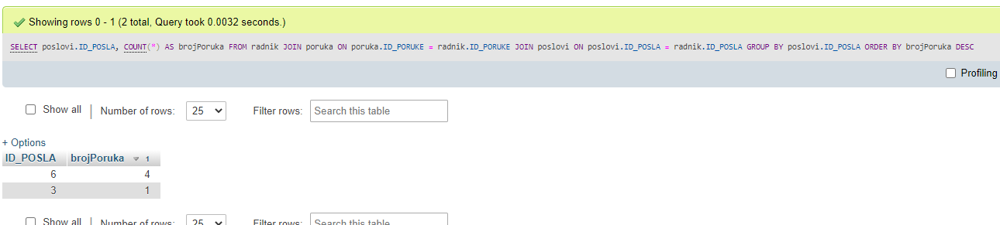 Showing rows 0 - 1 (2 total, Query took 0.0032 seconds.)
SELECT poslovi.ID_POSLA, COUNT(*) AS brojPoruka FROM radnik JOIN poruka ON poruka.ID_PORUKE = radnik.ID_PORUKE JOIN poslovi ON poslovi.ID_POSLA = radnik.ID_POSLA GROUP BY poslovi.ID_POSLA ORDER BY brojPoruka DESC
Profiling
Show all | Number of rows: 25 Filter rows: Search this table
+ Options
ID_POSLA brojPoruka 1
6 4
3 1
Show all | Number of rows: 25 Filter rows: Search this table